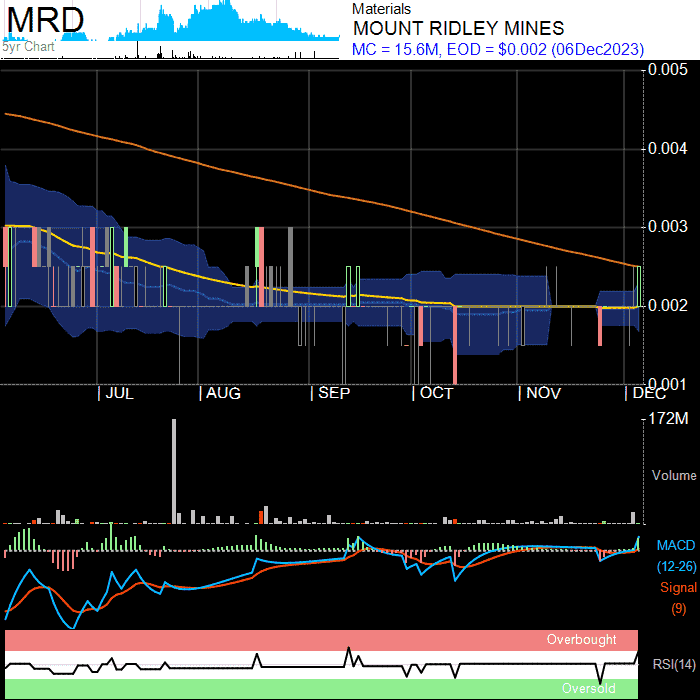 MRD
5yr Chart
Materials
MOUNT RIDLEY MINES
MC = 15.6M, EOD = $0.002 (06Dec2023)
0.005
0.004
0.003
0.002
0.001
JUL
AUG
SEP
OCT
NOV
DEC
172M
Volume
MACD
(12-26)
Signal
(9)
Overbought
RSI(14)
Oversold